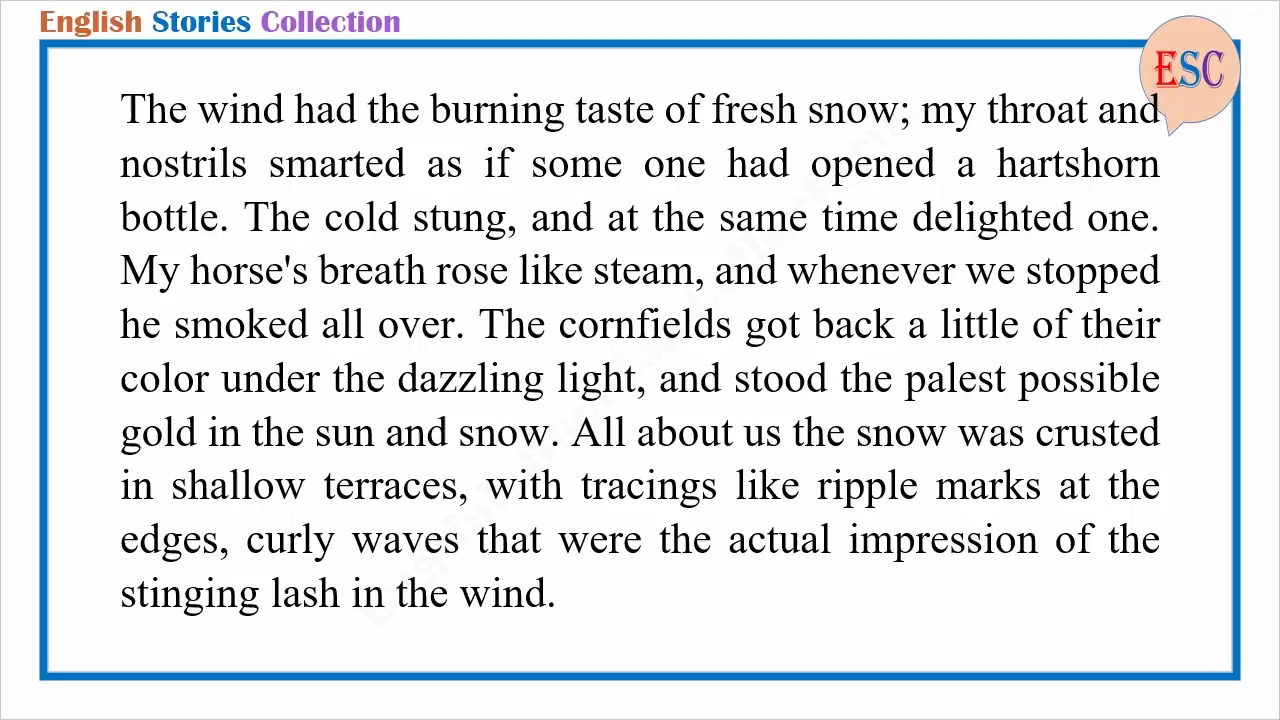 English Stories Collection
ESC
The wind had the burning taste of fresh snow; my throat and
nostrils smarted as if some one had opened a hartshorn
bottle. The cold stung, and at the same time delighted one.
My horse's breath rose like steam, and whenever we stopped
he smoked all over. The cornfields got back a little of their
color under the dazzling light, and stood the palest possible
gold in the sun and snow. All about us the snow was crusted
in shallow terraces, with tracings like ripple marks at the
edges, curly waves that were the actual impression of the
stinging lash in the wind.